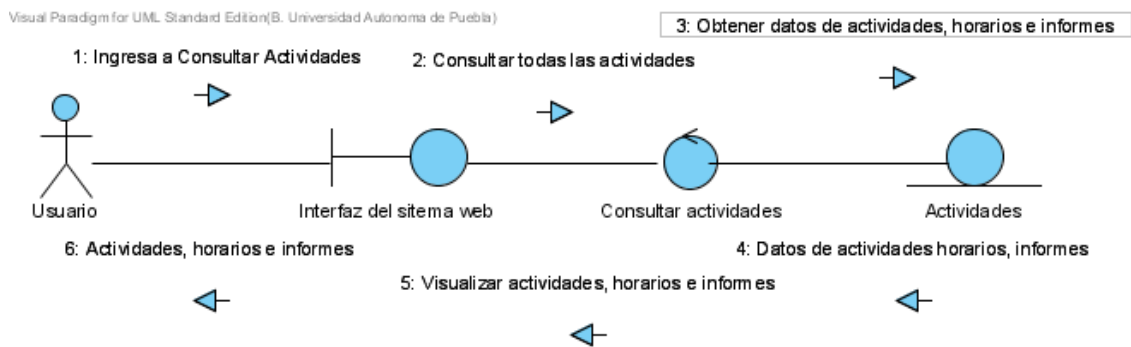 Visual Paradigm for UML Standard Edition(B. Universidad Autonoma de Puebla)
3: Obtener datos de actividades, horarios e informes
1: Ingresa a Consultar Actividades
2: Consultar todas las actividades
Usuario
Interfaz del sitema web
Consultar actividades
Actividades
6: Actividades, horarios e informes
4: Datos de actividades horarios, informes
5: Visualizar actividades, horarios e informes